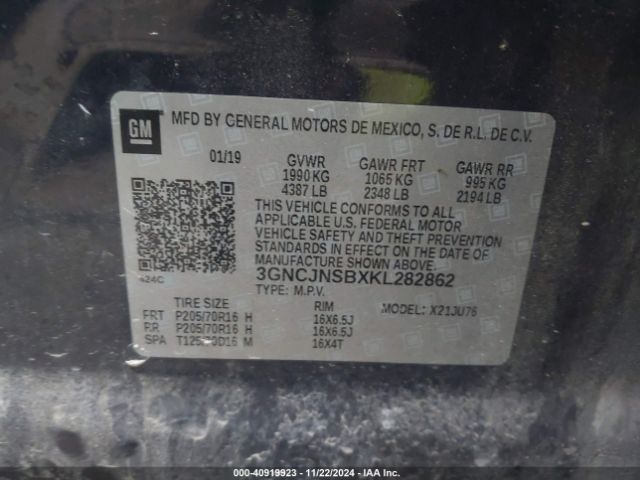 GM
MFD BY GENERAL MOTORS DE MEXICO, S. DE R.L. DE C.V.
01/19 GVWR GAWR FRT GAWR RR
1990 KG 1065 KG 995 KG
4387 LB 2348 LB 2194 LB
THIS VEHICLE CONFORMS TO ALL
APPLICABLE U.S. FEDERAL MOTOR
VEHICLE SAFETY AND THEFT PREVENTION
STANDARDS IN EFFECT ON THE DATE OF
MANUFACTURE SHOWN ABOVE.
3GNCJNSBXKL282862
424C
TYPE: M.P.V.
MODEL: X21JU76
TIRE SIZE RIM
FRT P205/70R16 H 16X6.5J
RR P205/70R16 H 16X6.5J
SPA M 16X4T
000-40919923 - 11/22/2024 - IAA Inc.